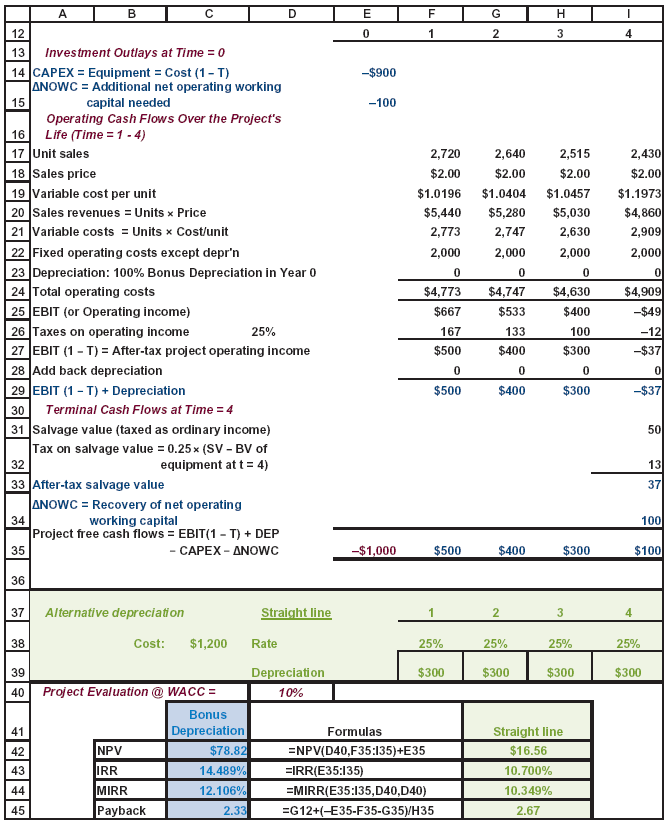 A B C D E F G H I
12 0 1 2 3 4
13 Investment Outlays at Time = 0
14 CAPEX = Equipment = Cost (1 – T) –$900
ΔNOWC = Additional net operating working
15 capital needed –100
Operating Cash Flows Over the Project's
16 Life (Time = 1 - 4)
17 Unit sales 2,720 2,640 2,515 2,430
18 Sales price $2.00 $2.00 $2.00 $2.00
19 Variable cost per unit $1.0196 $1.0404 $1.0457 $1.1973
20 Sales revenues = Units × Price $5,440 $5,280 $5,030 $4,860
21 Variable costs = Units × Cost/unit 2,773 2,747 2,630 2,909
22 Fixed operating costs except depr'n 2,000 2,000 2,000 2,000
23 Depreciation: 100% Bonus Depreciation in Year 0 0 0 0 0
24 Total operating costs $4,773 $4,747 $4,630 $4,909
25 EBIT (or Operating income) $667 $533 $400 –$49
26 Taxes on operating income 25% 167 133 100 –12
27 EBIT (1 – T) = After-tax project operating income $500 $400 $300 –$37
28 Add back depreciation 0 0 0 0
29 EBIT (1 – T) + Depreciation $500 $400 $300 –$37
30 Terminal Cash Flows at Time = 4
31 Salvage value (taxed as ordinary income) 50
Tax on salvage value = 0.25× (SV – BV of
32 equipment at t = 4) 13
33 After-tax salvage value 37
ΔNOWC = Recovery of net operating
34 working capital 100
Project free cash flows = EBIT(1 – T) + DEP
35 – CAPEX – ΔNOWC –$1,000 $500 $400 $300 $100
36
37 Alternative depreciation Straight line 1 2 3 4
38 Cost: $1,200 Rate 25% 25% 25% 25%
39 Depreciation $300 $300 $300 $300
40 Project Evaluation @ WACC = 10%
Bonus
41 Depreciation Formulas Straight line
42 NPV $78.82 =NPV(D40,F35:I35)+E35 $16.56
43 IRR 14.489% =IRR(E35:I35) 10.700%
44 MIRR 12.106% =MIRR(E35:I35,D40,D40) 10.349%
45 Payback 2.33 =G12+(–E35-F35-G35)/H35 2.67